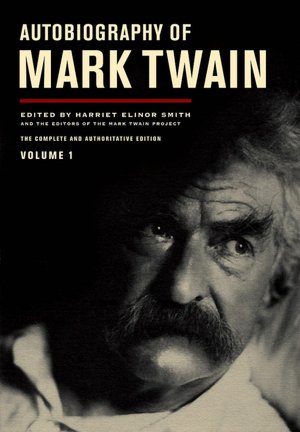 AUTOBIOGRAPHY OF
MARK TWAIN
EDITED BY HARRIET ELINOR SMITH
AND THE EDITORS OF THE MARK TWAIN PROJECT
THE COMPLETE AND AUTHORITATIVE EDITION
VOLUME 1